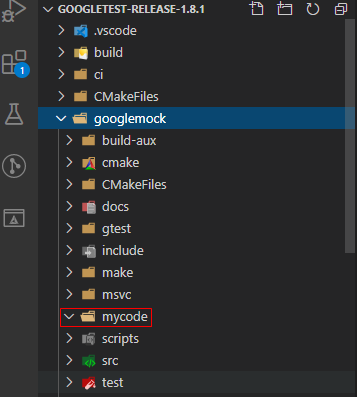 GOOGLETEST-RELEASE-1.8.1
.vscode
build
1
ci
CMakeFiles
googlemock
build-aux
cmake
CMakeFiles
docs
gtest
include
make
msvc
mycode
scripts
src
test